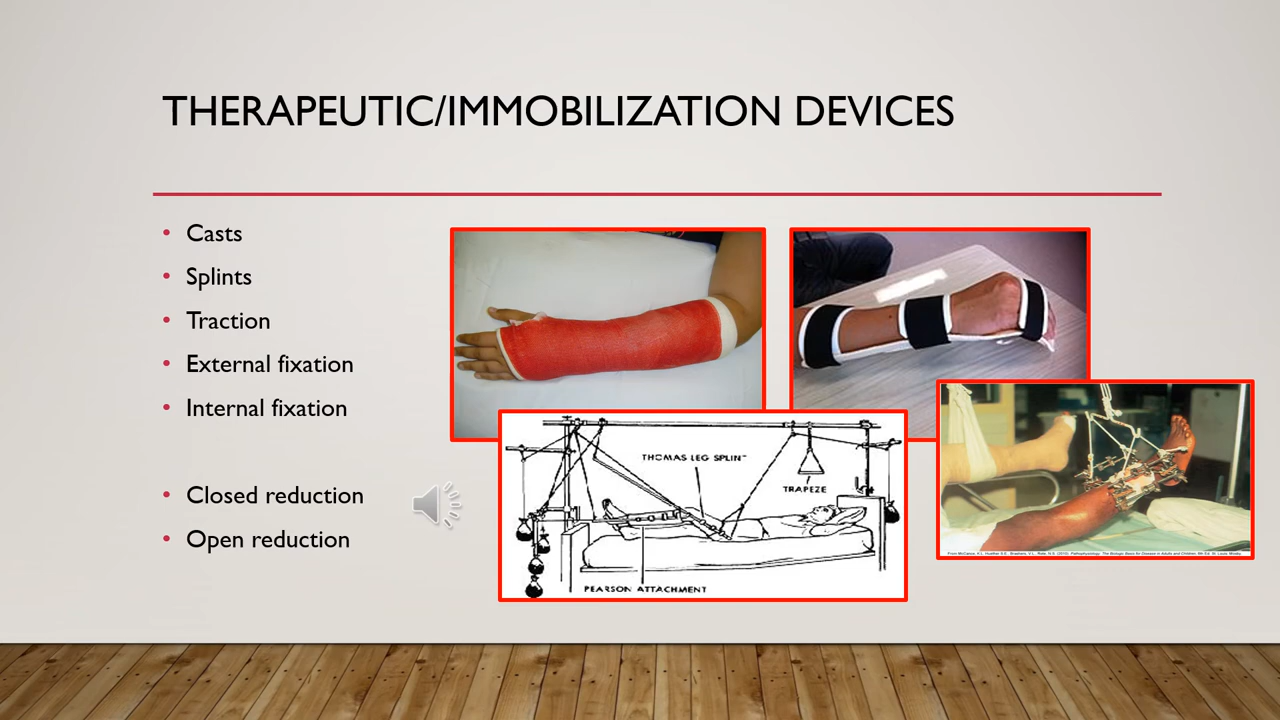 THERAPEUTIC/IMMOBILIZATION DEVICES
• Casts
• Splints
• Traction
• External fixation
• Internal fixation
• Closed reduction
• Open reduction
THOMAS LEG SPLINT
TRAPEZE
PEARSON ATTACHMENT